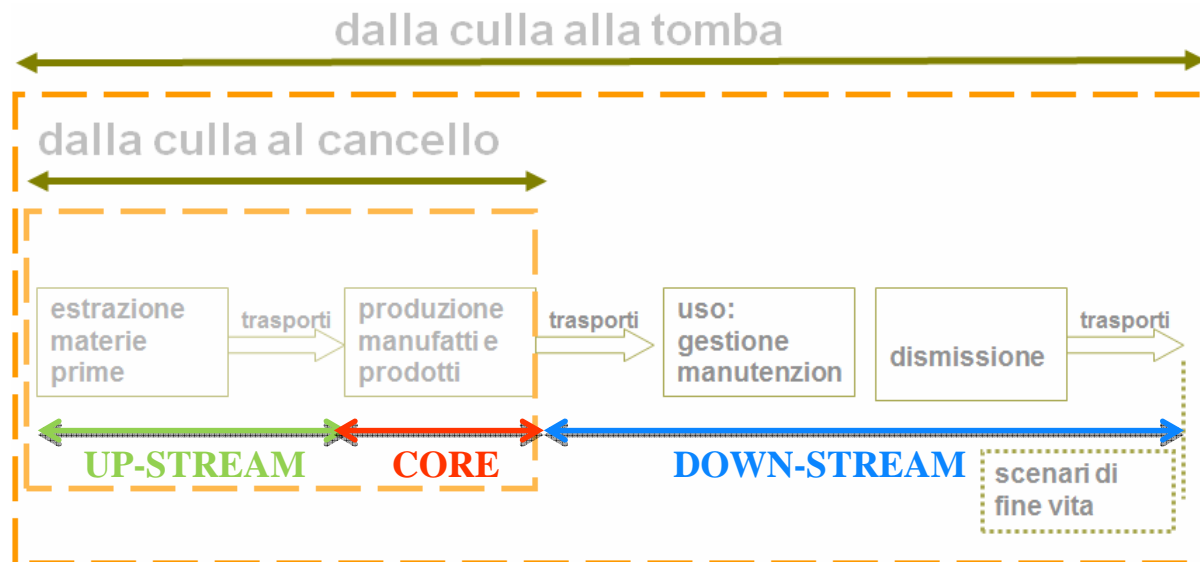 dalla culla alla tomba
dalla culla al cancello
estrazione
materie
prime
trasporti
produzione
manufatti e
prodotti
trasporti
uso:
gestione
manutenzion
dismissione
trasporti
UP-STREAM
CORE
DOWN-STREAM
scenari di
fine vita